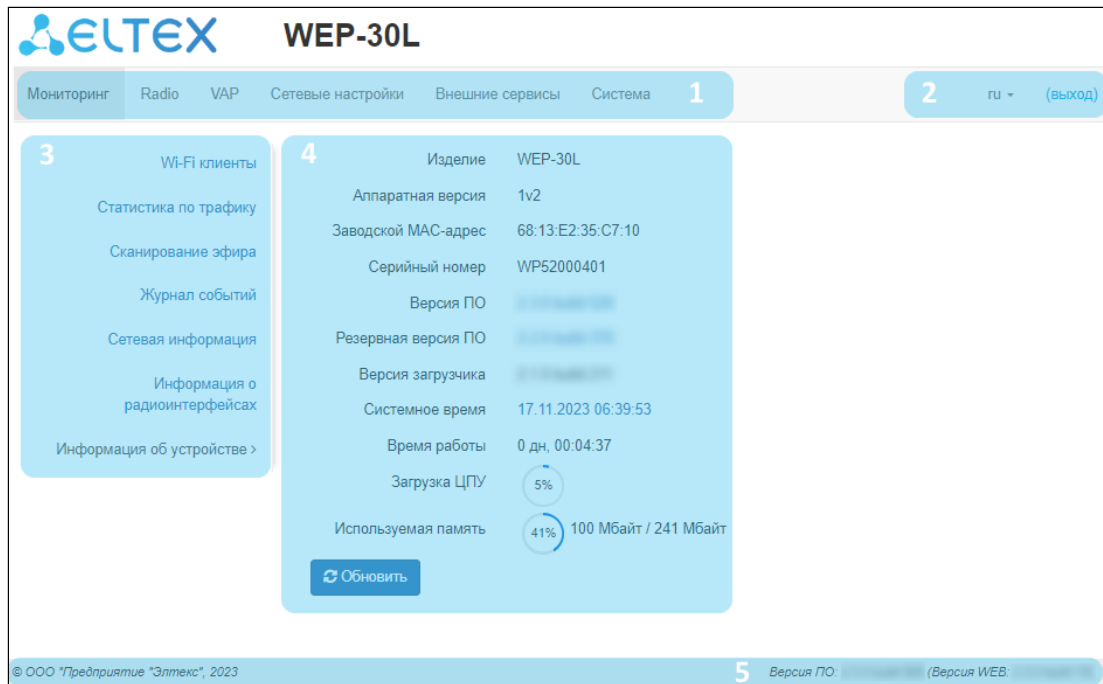 ELTEX WEP-30L
Мониторинг Radio VAP Сетевые настройки Внешние сервисы Система 1 2 ru (выход)
3
Wi-Fi клиенты
Статистика по трафику
Сканирование эфира
Журнал событий
Сетевая информация
Информация о
радиоинтерфейсах
Информация об устройстве >
4
Изделие WEP-30L
Аппаратная версия 1v2
Заводской MAC-адрес 68:13:E2:35:C7:10
Серийный номер WP52000401
Версия ПО
Резервная версия ПО
Версия загрузчика
Системное время 17.11.2023 06:39:53
Время работы 0 дн, 00:04:37
Загрузка ЦПУ 5%
Используемая память 41% 100 Мбайт / 241 Мбайт
Обновить
© ООО "Предприятие "Элтекс", 2023 5 Версия ПО: (Версия WEB: